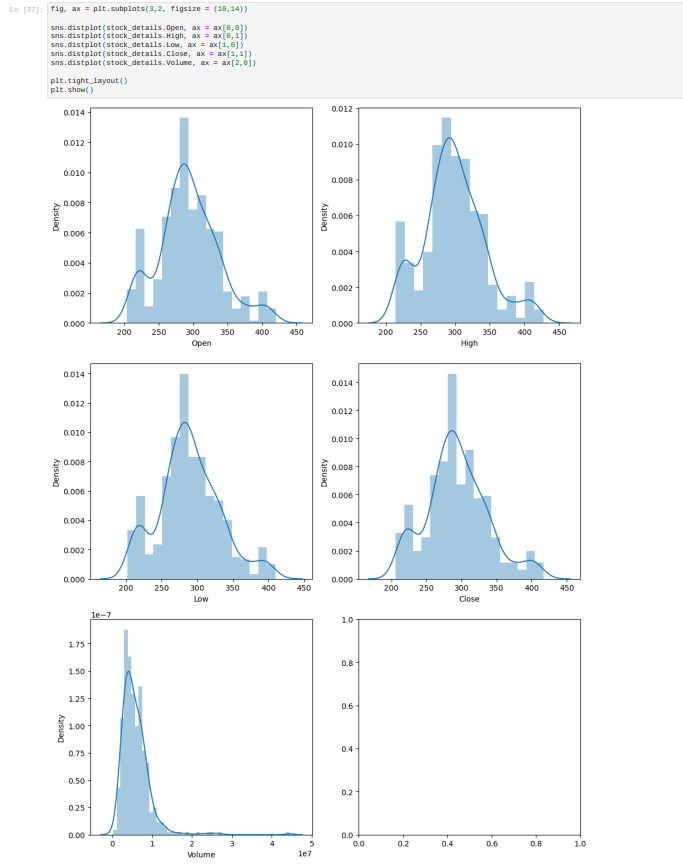 In [37]: fig, ax = plt.subplots(3,2, figsize = (10,14))
sns.distplot(stock_details.Open, ax = ax[0,0])
sns.distplot(stock_details.High, ax = ax[0,1])
sns.distplot(stock_details.Low, ax = ax[1,0])
sns.distplot(stock_details.Close, ax = ax[1,1])
sns.distplot(stock_details.Volume, ax = ax[2,0])
plt.tight_layout()
plt.show()
0.014
0.012
0.010
0.008
0.006
0.004
0.002
0.000
Density
200 250 300 350 400 450
Open
0.012
0.010
0.008
0.006
0.004
0.002
0.000
Density
200 250 300 350 400 450
High
0.014
0.012
0.010
0.008
0.006
0.004
0.002
0.000
Density
200 250 300 350 400 450
Low
0.014
0.012
0.010
0.008
0.006
0.004
0.002
0.000
Density
200 250 300 350 400 450
Close
1e−7
1.75
1.50
1.25
1.00
0.75
0.50
0.25
0.00
Density
0 1 2 3 4 5
Volume 1e7
1.0
0.8
0.6
0.4
0.2
0.0
0.0 0.2 0.4 0.6 0.8 1.0